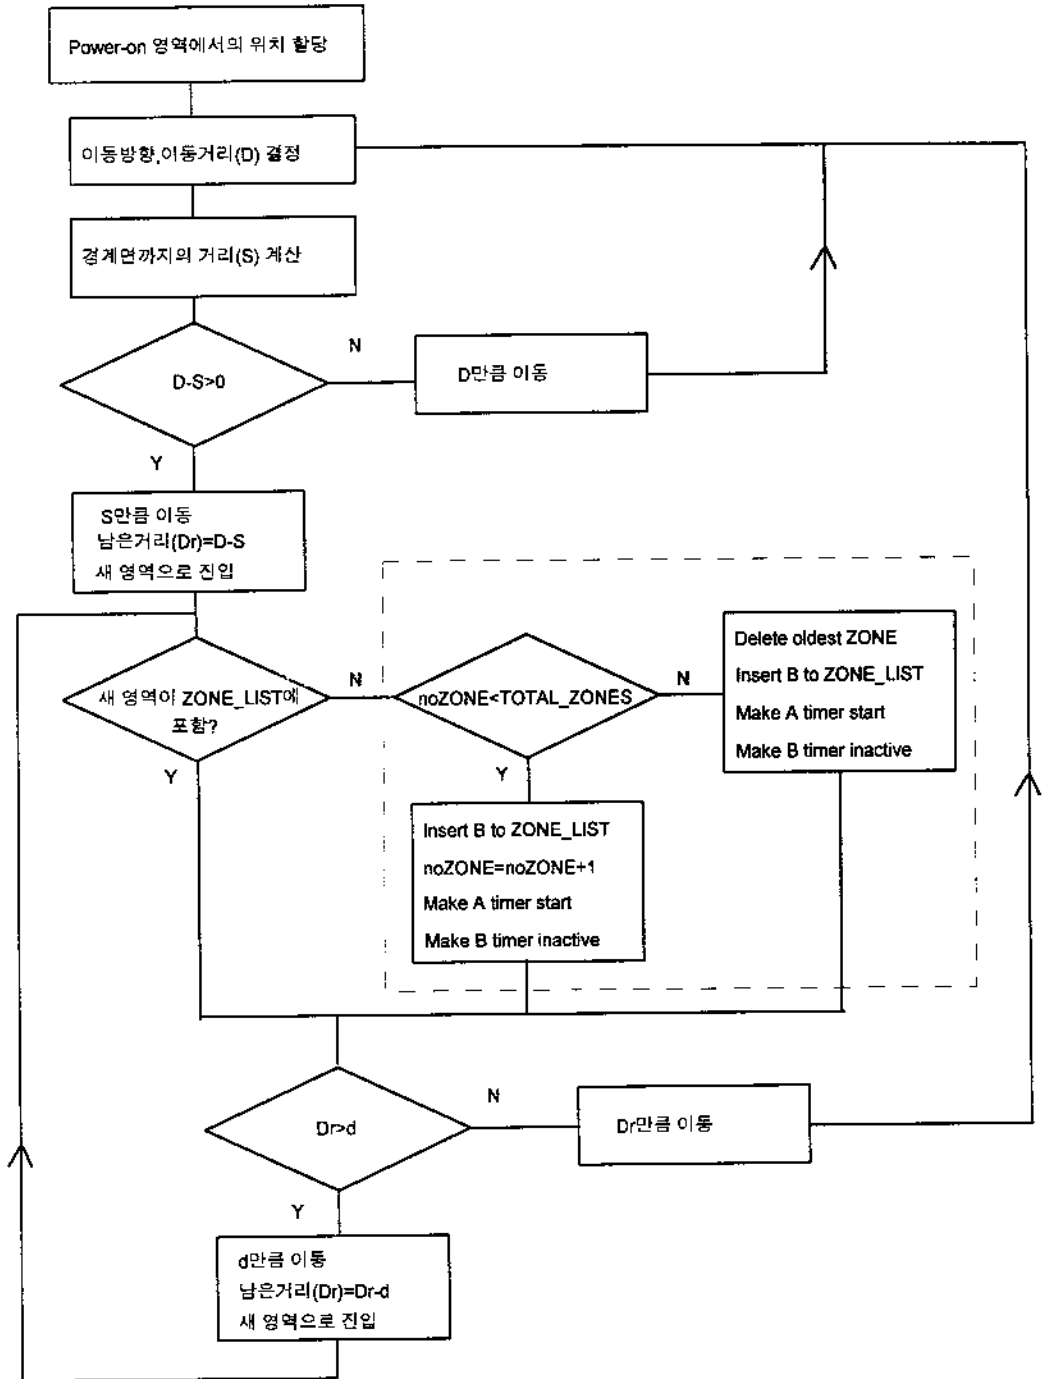 Power-on 영역에서의 위치 할당
이동방향,이동거리(D) 결정
경계면까지의 거리(S) 계산
D-S>0
N
D만큼 이동
Y
S만큼 이동
남은거리(Dr)=D-S
새 영역으로 진입
새 영역이 ZONE_LIST에
포함?
N
Y
noZONE<TOTAL_ZONES
N
Y
Delete oldest ZONE
Insert B to ZONE_LIST
Make A timer start
Make B timer inactive
Insert B to ZONE_LIST
noZONE=noZONE+1
Make A timer start
Make B timer inactive
Dr>d
N
Dr만큼 이동
Y
d만큼 이동
남은거리(Dr)=Dr-d
새 영역으로 진입